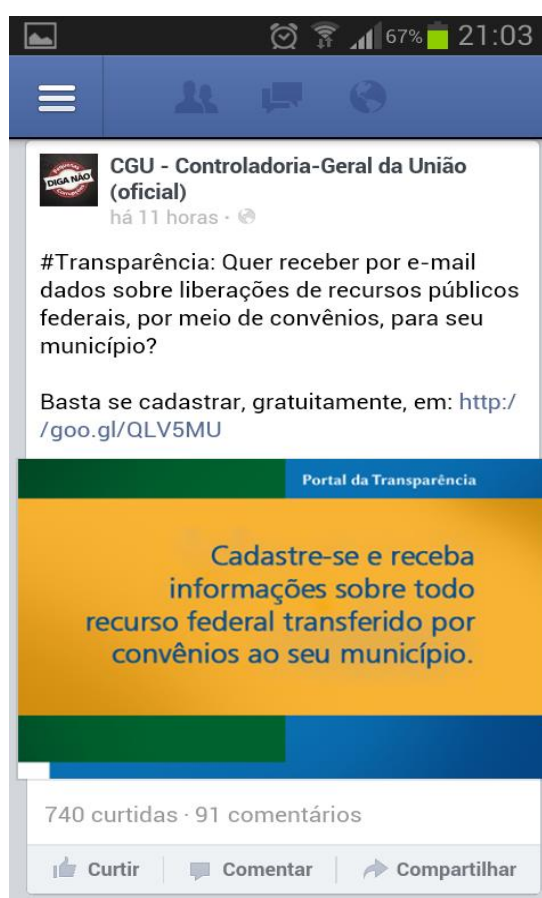 67% 21:03
CGU - Controladoria-Geral da União
(oficial)
há 11 horas ·
DIGA NÃO
#Transparência: Quer receber por e-mail
dados sobre liberações de recursos públicos
federais, por meio de convênios, para seu
município?
Basta se cadastrar, gratuitamente, em: http:/
/goo.gl/QLV5MU
Portal da Transparência
Cadastre-se e receba
informações sobre todo
recurso federal transferido por
convênios ao seu município.
740 curtidas · 91 comentários
Curtir Comentar Compartilhar